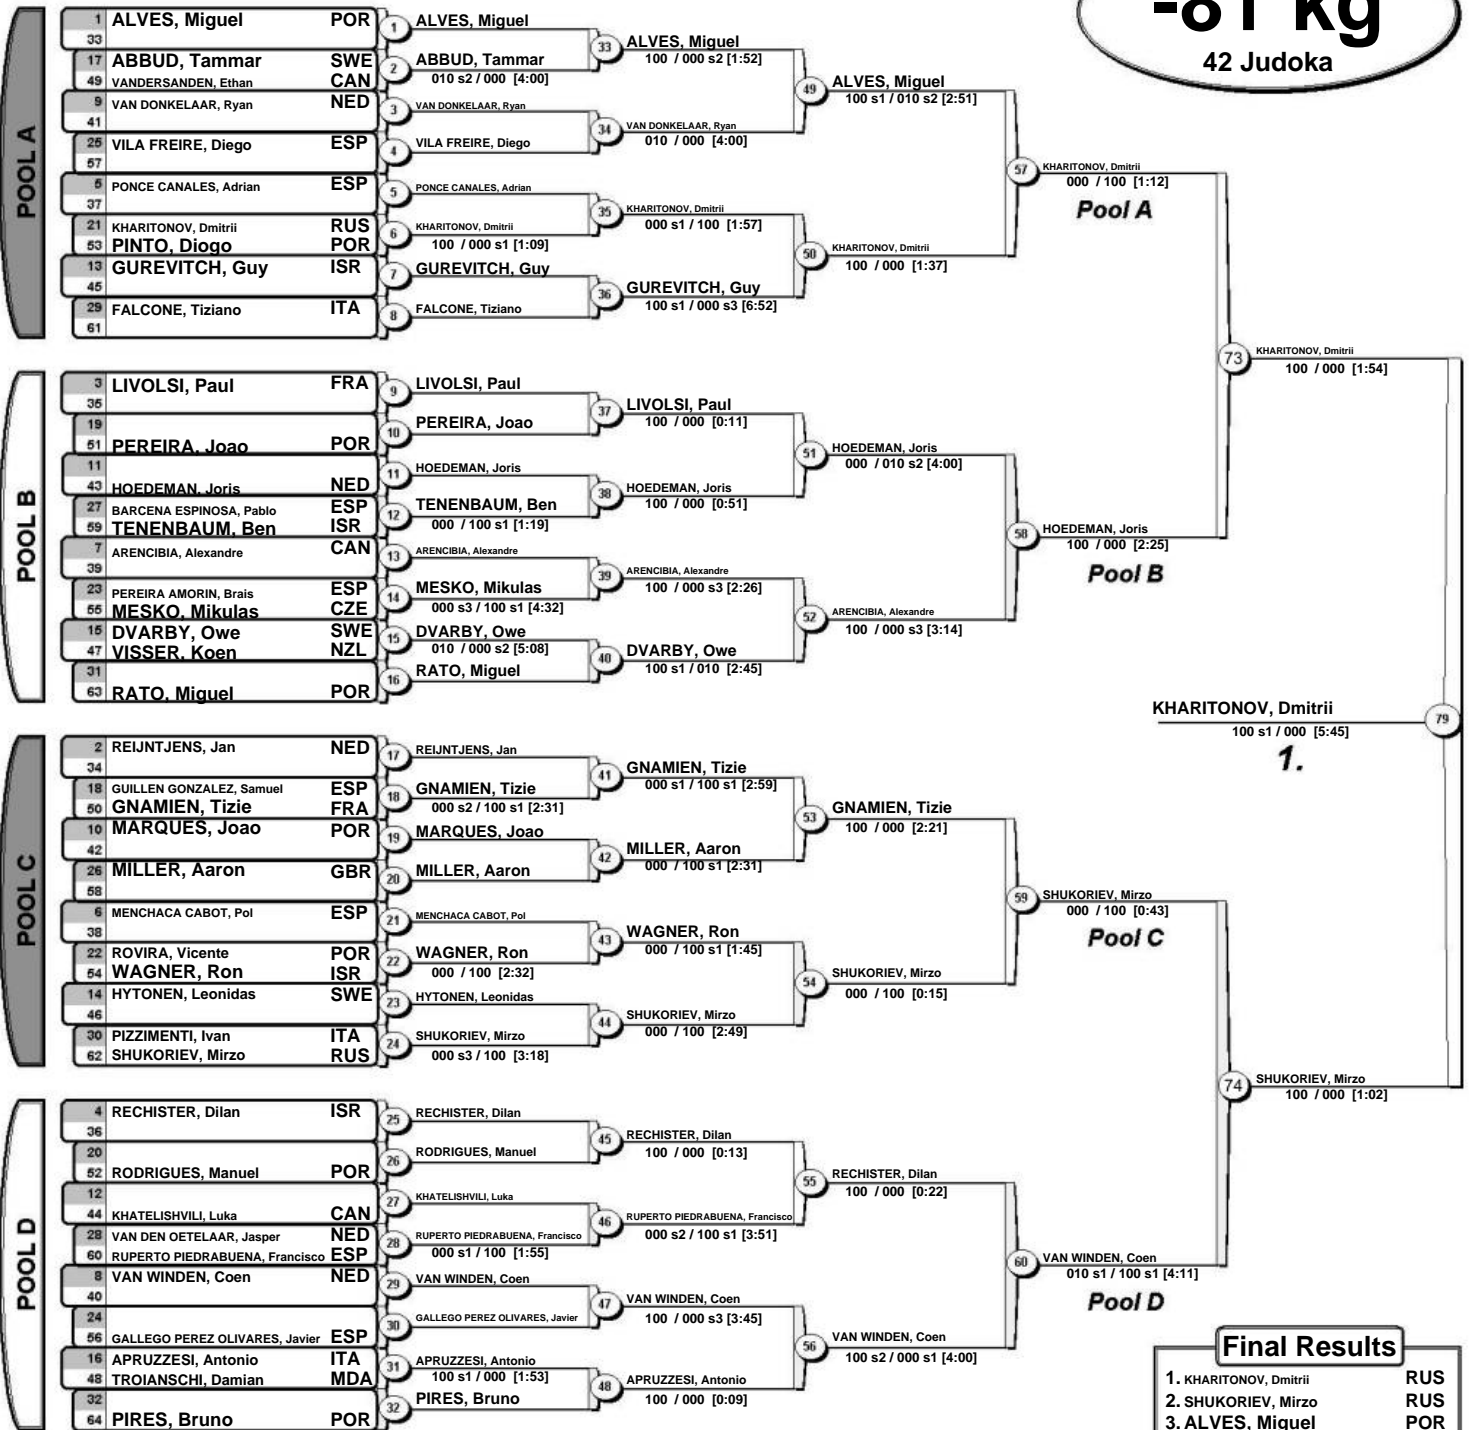 -81 kg
42 Judoka
POOL A
1 ALVES, Miguel POR
33
17 ABBUD, Tammar SWE
49 VANDERSANDEN, Ethan CAN
9 VAN DONKELAAR, Ryan NED
41
25 VILA FREIRE, Diego ESP
57
5 PONCE CANALES, Adrian ESP
37
21 KHARITONOV, Dmitrii RUS
53 PINTO, Diogo POR
13 GUREVITCH, Guy ISR
45
29 FALCONE, Tiziano ITA
61
1 ALVES, Miguel
2 ABBUD, Tammar
010 s2 / 000 [4:00]
3 VAN DONKELAAR, Ryan
4 VILA FREIRE, Diego
5 PONCE CANALES, Adrian
6 KHARITONOV, Dmitrii
100 / 000 s1 [1:09]
7 GUREVITCH, Guy
8 FALCONE, Tiziano
33 ALVES, Miguel
100 / 000 s2 [1:52]
34 VAN DONKELAAR, Ryan
010 / 000 [4:00]
35 KHARITONOV, Dmitrii
000 s1 / 100 [1:57]
36 GUREVITCH, Guy
100 s1 / 000 s3 [6:52]
49 ALVES, Miguel
100 s1 / 010 s2 [2:51]
50 KHARITONOV, Dmitrii
100 / 000 [1:37]
57 KHARITONOV, Dmitrii
000 / 100 [1:12]
Pool A
POOL B
3 LIVOLSI, Paul FRA
35
19
51 PEREIRA, Joao POR
11
43 HOEDEMAN, Joris NED
27 BARCENA ESPINOSA, Pablo ESP
59 TENENBAUM, Ben ISR
7 ARENCIBIA, Alexandre CAN
39
23 PEREIRA AMORIN, Brais ESP
55 MESKO, Mikulas CZE
15 DVARBY, Owe SWE
47 VISSER, Koen NZL
31
63 RATO, Miguel POR
9 LIVOLSI, Paul
10 PEREIRA, Joao
11 HOEDEMAN, Joris
12 TENENBAUM, Ben
000 / 100 s1 [1:19]
13 ARENCIBIA, Alexandre
14 MESKO, Mikulas
000 s3 / 100 s1 [4:32]
15 DVARBY, Owe
010 / 000 s2 [5:08]
16 RATO, Miguel
37 LIVOLSI, Paul
100 / 000 [0:11]
38 HOEDEMAN, Joris
100 / 000 [0:51]
39 ARENCIBIA, Alexandre
100 / 000 s3 [2:26]
40 DVARBY, Owe
100 s1 / 010 [2:45]
51 HOEDEMAN, Joris
000 / 010 s2 [4:00]
52 ARENCIBIA, Alexandre
100 / 000 s3 [3:14]
58 HOEDEMAN, Joris
100 / 000 [2:25]
Pool B
73 KHARITONOV, Dmitrii
100 / 000 [1:54]
KHARITONOV, Dmitrii 79
100 s1 / 000 [5:45]
1.
POOL C
2 REIJNTJENS, Jan NED
34
18 GUILLEN GONZALEZ, Samuel ESP
50 GNAMIEN, Tizie FRA
10 MARQUES, Joao POR
42
26 MILLER, Aaron GBR
58
6 MENCHACA CABOT, Pol ESP
38
22 ROVIRA, Vicente POR
54 WAGNER, Ron ISR
14 HYTONEN, Leonidas SWE
46
30 PIZZIMENTI, Ivan ITA
62 SHUKORIEV, Mirzo RUS
17 REIJNTJENS, Jan
18 GNAMIEN, Tizie
000 s2 / 100 s1 [2:31]
19 MARQUES, Joao
20 MILLER, Aaron
21 MENCHACA CABOT, Pol
22 WAGNER, Ron
000 / 100 [2:32]
23 HYTONEN, Leonidas
24 SHUKORIEV, Mirzo
000 s3 / 100 [3:18]
41 GNAMIEN, Tizie
000 s1 / 100 s1 [2:59]
42 MILLER, Aaron
000 / 100 s1 [2:31]
43 WAGNER, Ron
000 / 100 s1 [1:45]
44 SHUKORIEV, Mirzo
000 / 100 [2:49]
53 GNAMIEN, Tizie
100 / 000 [2:21]
54 SHUKORIEV, Mirzo
000 / 100 [0:15]
59 SHUKORIEV, Mirzo
000 / 100 [0:43]
Pool C
74 SHUKORIEV, Mirzo
100 / 000 [1:02]
POOL D
4 RECHISTER, Dilan ISR
36
20
52 RODRIGUES, Manuel POR
12
44 KHATELISHVILI, Luka CAN
28 VAN DEN OETELAAR, Jasper NED
60 RUPERTO PIEDRABUENA, Francisco ESP
8 VAN WINDEN, Coen NED
40
24
56 GALLEGO PEREZ OLIVARES, Javier ESP
16 APRUZZESI, Antonio ITA
48 TROIANSCHI, Damian MDA
32
64 PIRES, Bruno POR
25 RECHISTER, Dilan
26 RODRIGUES, Manuel
27 KHATELISHVILI, Luka
28 RUPERTO PIEDRABUENA, Francisco
000 s1 / 100 [1:55]
29 VAN WINDEN, Coen
30 GALLEGO PEREZ OLIVARES, Javier
31 APRUZZESI, Antonio
100 s1 / 000 [1:53]
32 PIRES, Bruno
45 RECHISTER, Dilan
100 / 000 [0:13]
46 RUPERTO PIEDRABUENA, Francisco
000 s2 / 100 s1 [3:51]
47 VAN WINDEN, Coen
100 / 000 s3 [3:45]
48 APRUZZESI, Antonio
100 / 000 [0:09]
55 RECHISTER, Dilan
100 / 000 [0:22]
56 VAN WINDEN, Coen
100 s2 / 000 s1 [4:00]
60 VAN WINDEN, Coen
010 s1 / 100 s1 [4:11]
Pool D
Final Results
1. KHARITONOV, Dmitrii RUS
2. SHUKORIEV, Mirzo RUS
3. ALVES, Miguel POR